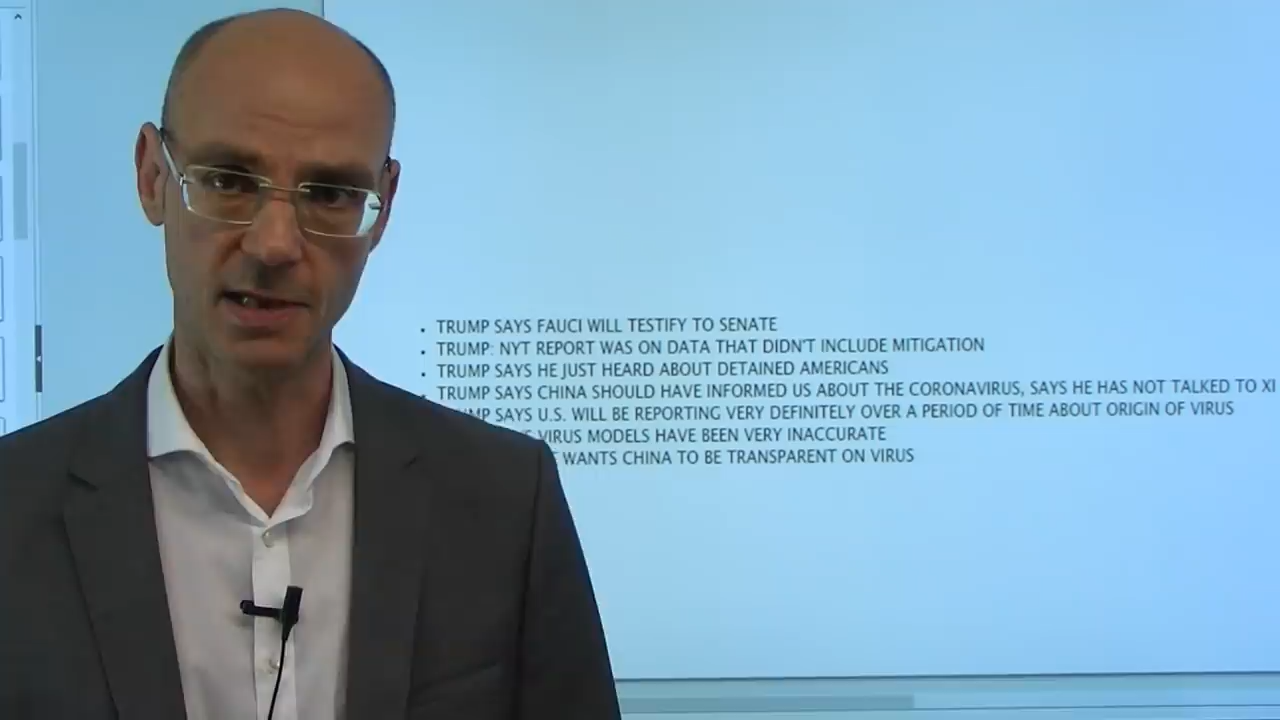 • TRUMP SAYS FAUCI WILL TESTIFY TO SENATE
• TRUMP: NYT REPORT WAS ON DATA THAT DIDN'T INCLUDE MITIGATION
• TRUMP SAYS HE JUST HEARD ABOUT DETAINED AMERICANS
• TRUMP SAYS CHINA SHOULD HAVE INFORMED US ABOUT THE CORONAVIRUS, SAYS HE HAS NOT TALKED TO XI
SAYS U.S. WILL BE REPORTING VERY DEFINITELY OVER A PERIOD OF TIME ABOUT ORIGIN OF VIRUS
VIRUS MODELS HAVE BEEN VERY INACCURATE
WANTS CHINA TO BE TRANSPARENT ON VIRUS